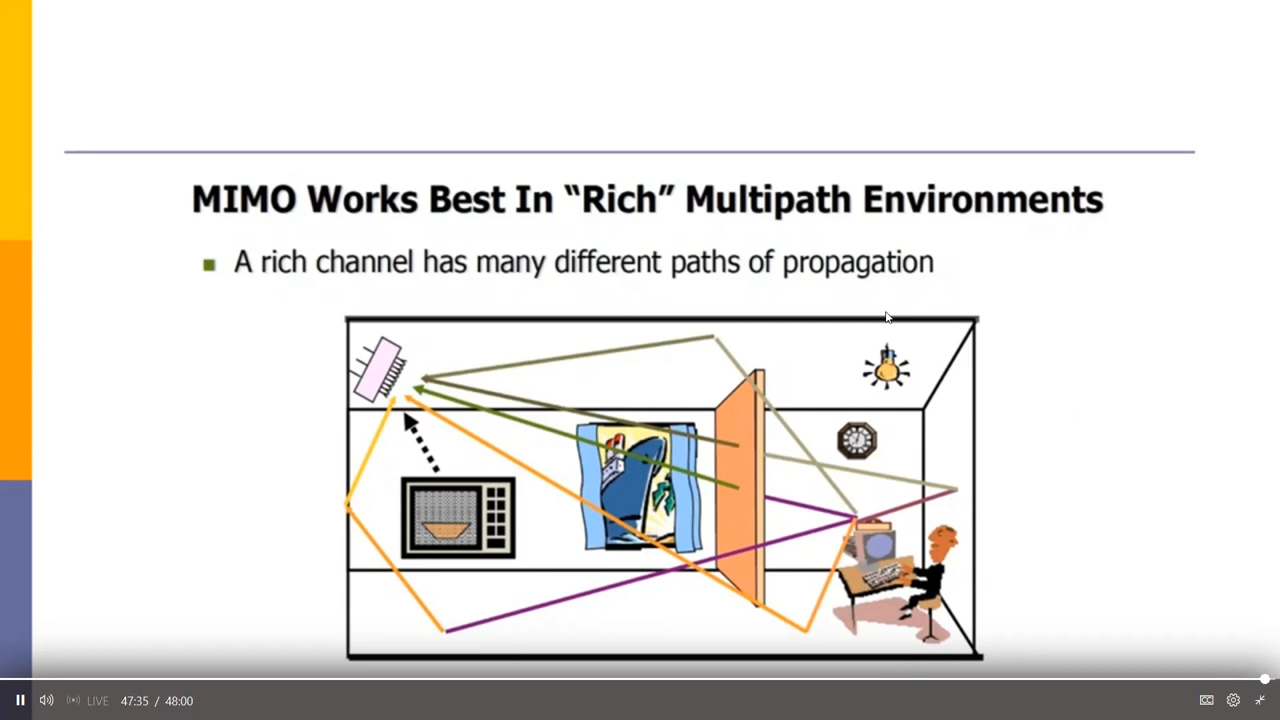 MIMO Works Best In “Rich” Multipath Environments
A rich channel has many different paths of propagation
LIVE 47:35 / 48:00
CC